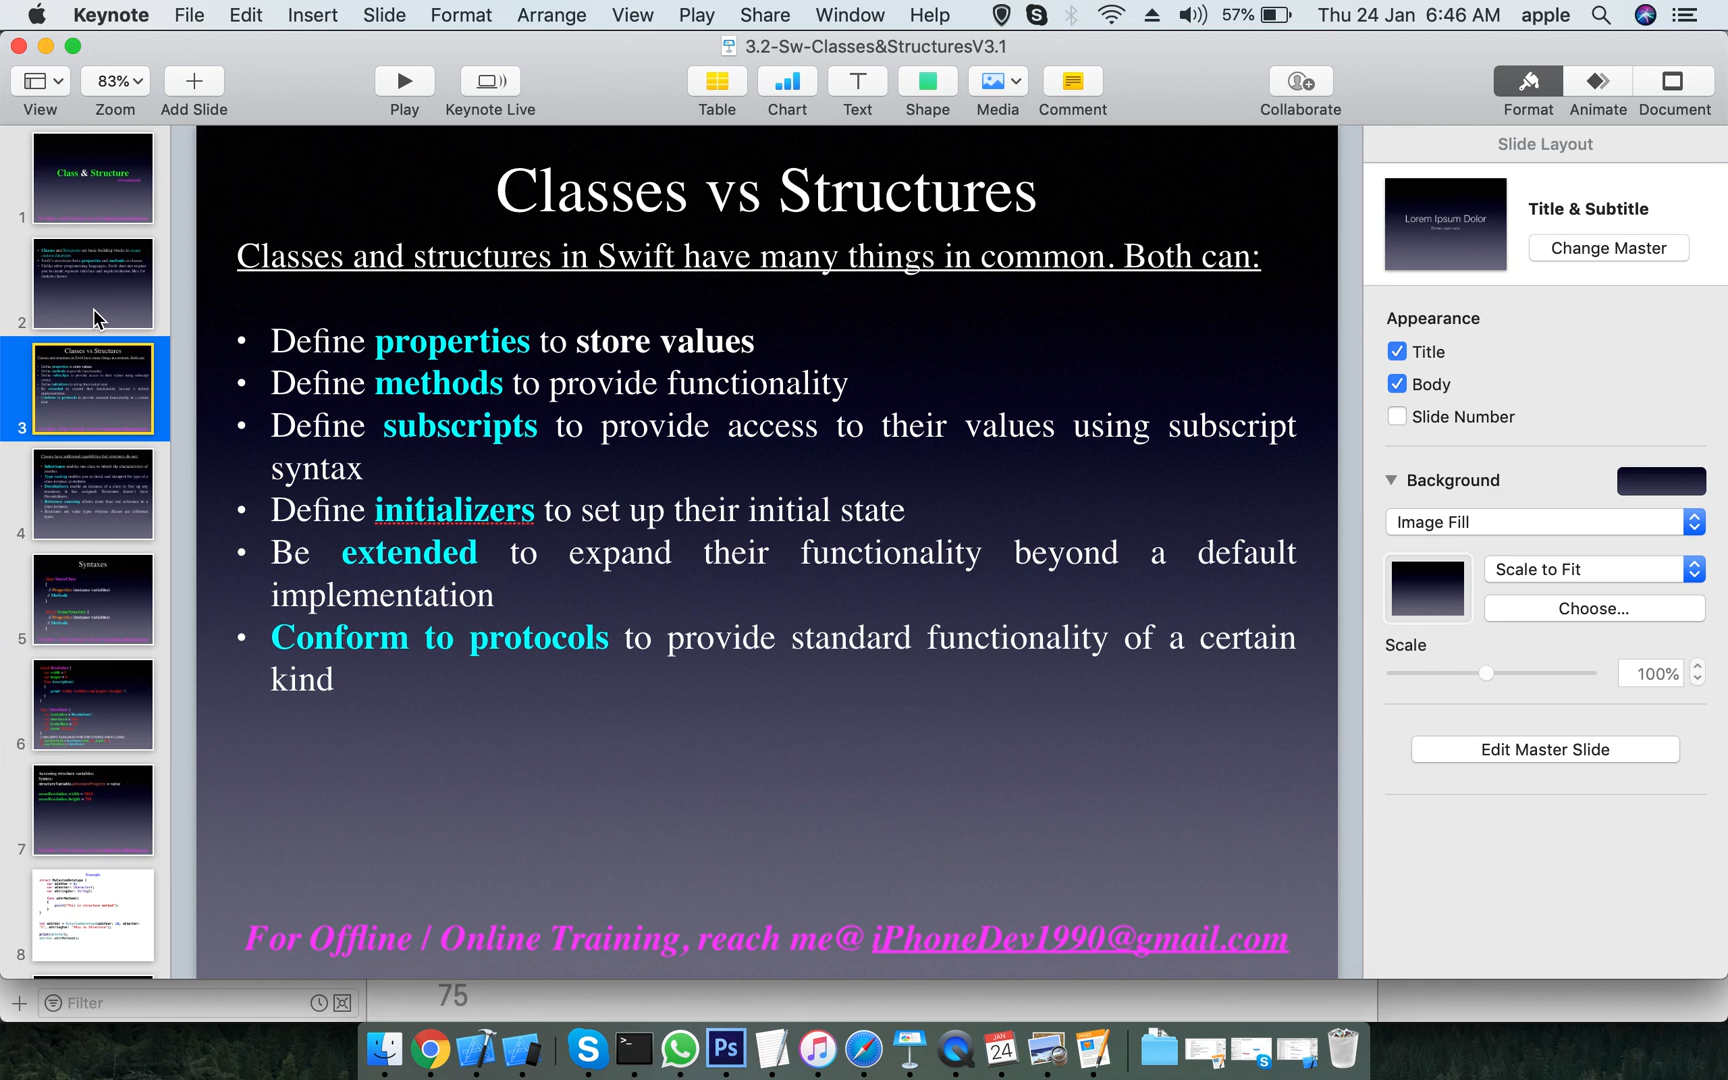 Keynote File Edit Insert Slide Format Arrange View Play Share Window Help 57% Thu 24 Jan 6:46 AM apple
3.2-Sw-Classes&StructuresV3.1
83%
View Zoom Add Slide Play Keynote Live Table Chart Text Shape Media Comment Collaborate Format Animate Document
Class & Structure
1
2
Classes vs Structures
3
4
Syntaxes
5
6
7
Example
8
Classes vs Structures
Classes and structures in Swift have many things in common. Both can:
• Define properties to store values
• Define methods to provide functionality
• Define subscripts to provide access to their values using subscript
syntax
• Define initializers to set up their initial state
• Be extended to expand their functionality beyond a default
implementation
• Conform to protocols to provide standard functionality of a certain
kind
For Offline / Online Training, reach me@ iPhoneDev1990@gmail.com
Slide Layout
Lorem Ipsum Dolor
Title & Subtitle
Change Master
Appearance
Title
Body
Slide Number
Background
Image Fill
Scale to Fit
Choose...
Scale
100%
Edit Master Slide
Filter
75
S
Ps
JAN
24